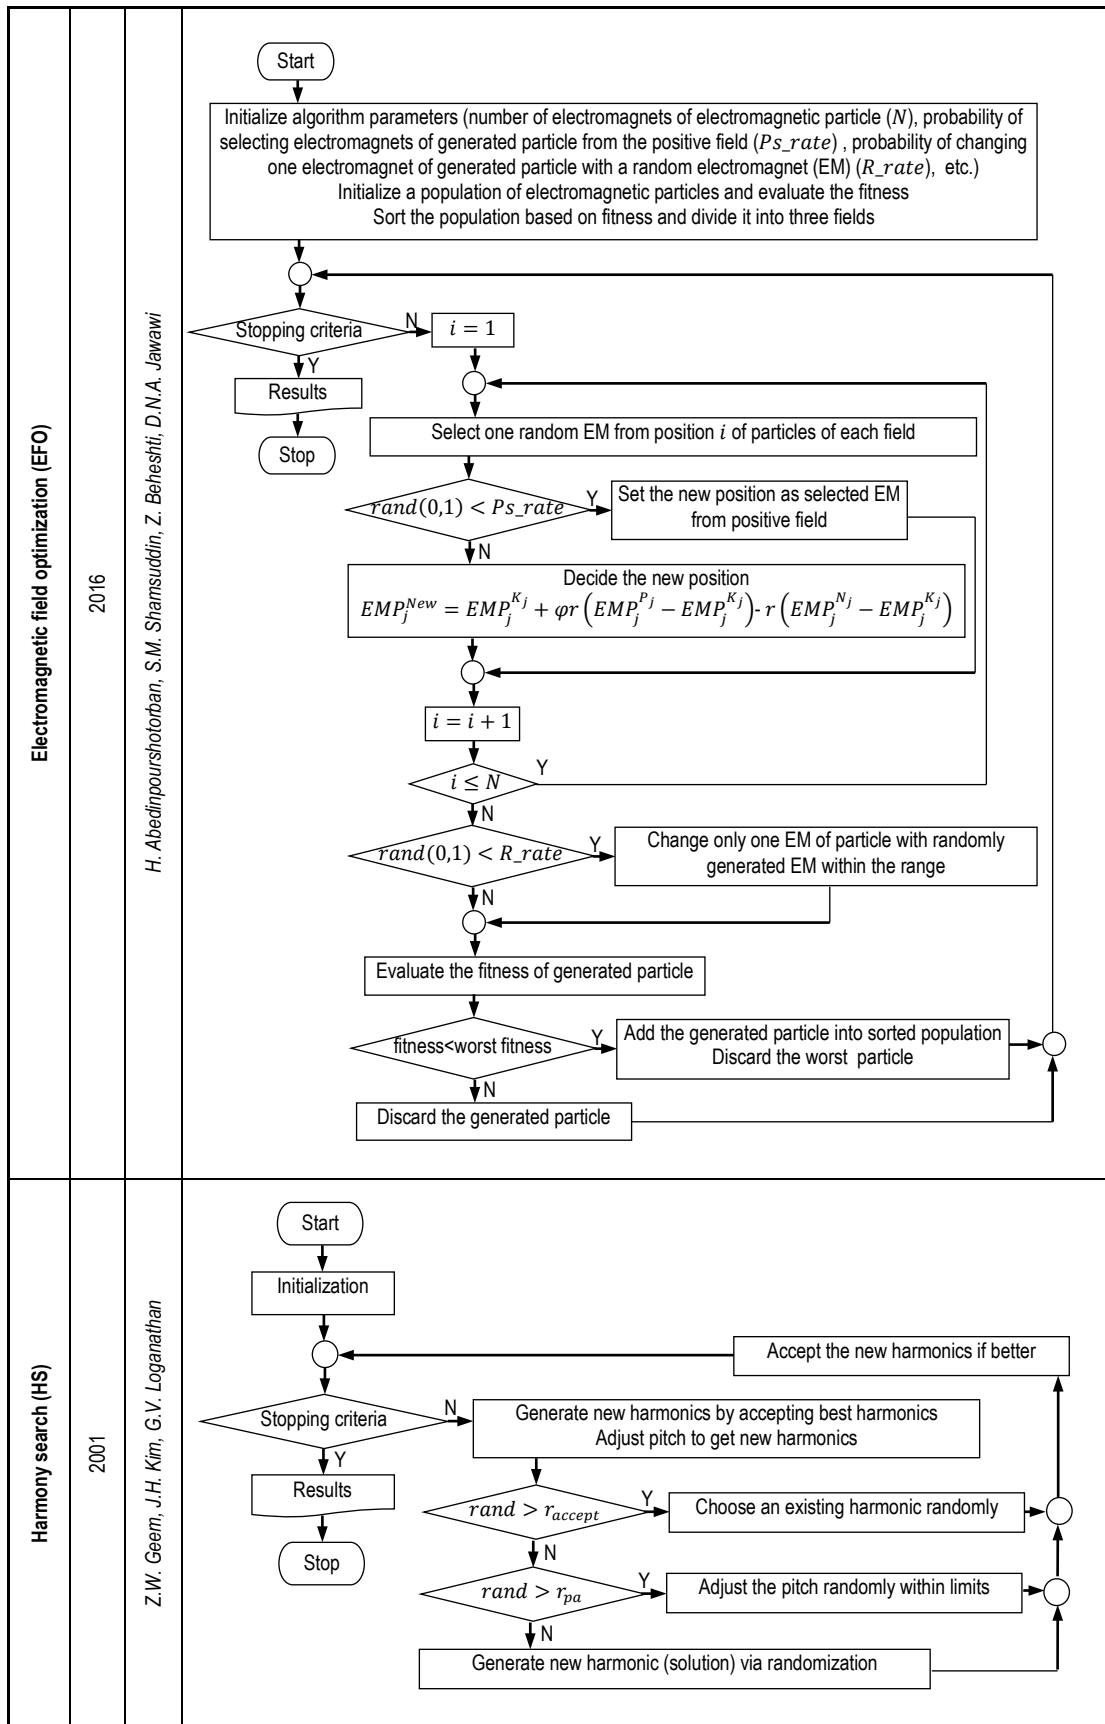 Electromagnetic field optimization (EFO)
2016
H. Abedinpourshotorban, S.M. Shamsuddin, Z. Beheshti, D.N.A. Jawawi
Start
Initialize algorithm parameters (number of electromagnets of electromagnetic particle (N), probability of
selecting electromagnets of generated particle from the positive field (Ps_rate) , probability of changing
one electromagnet of generated particle with a random electromagnet (EM) (R_rate), etc.)
Initialize a population of electromagnetic particles and evaluate the fitness
Sort the population based on fitness and divide it into three fields
Stopping criteria
N
i = 1
Y
Results
Stop
Select one random EM from position i of particles of each field
rand(0,1) < Ps_rate
Y
Set the new position as selected EM
from positive field
N
Decide the new position
EMP_j^{New} = EMP_j^{K_j} + φr (EMP_j^{P_j} − EMP_j^{K_j})- r (EMP_j^{N_j} − EMP_j^{K_j})
i = i + 1
i ≤ N
Y
N
rand(0,1) < R_rate
Y
Change only one EM of particle with randomly
generated EM within the range
N
Evaluate the fitness of generated particle
fitness<worst fitness
Y
Add the generated particle into sorted population
Discard the worst particle
N
Discard the generated particle
Harmony search (HS)
2001
Z.W. Geem, J.H. Kim, G.V. Loganathan
Start
Initialization
Accept the new harmonics if better
Stopping criteria
N
Generate new harmonics by accepting best harmonics
Adjust pitch to get new harmonics
Y
Results
Stop
rand > r_{accept}
Y
Choose an existing harmonic randomly
N
rand > r_{pa}
Y
Adjust the pitch randomly within limits
N
Generate new harmonic (solution) via randomization